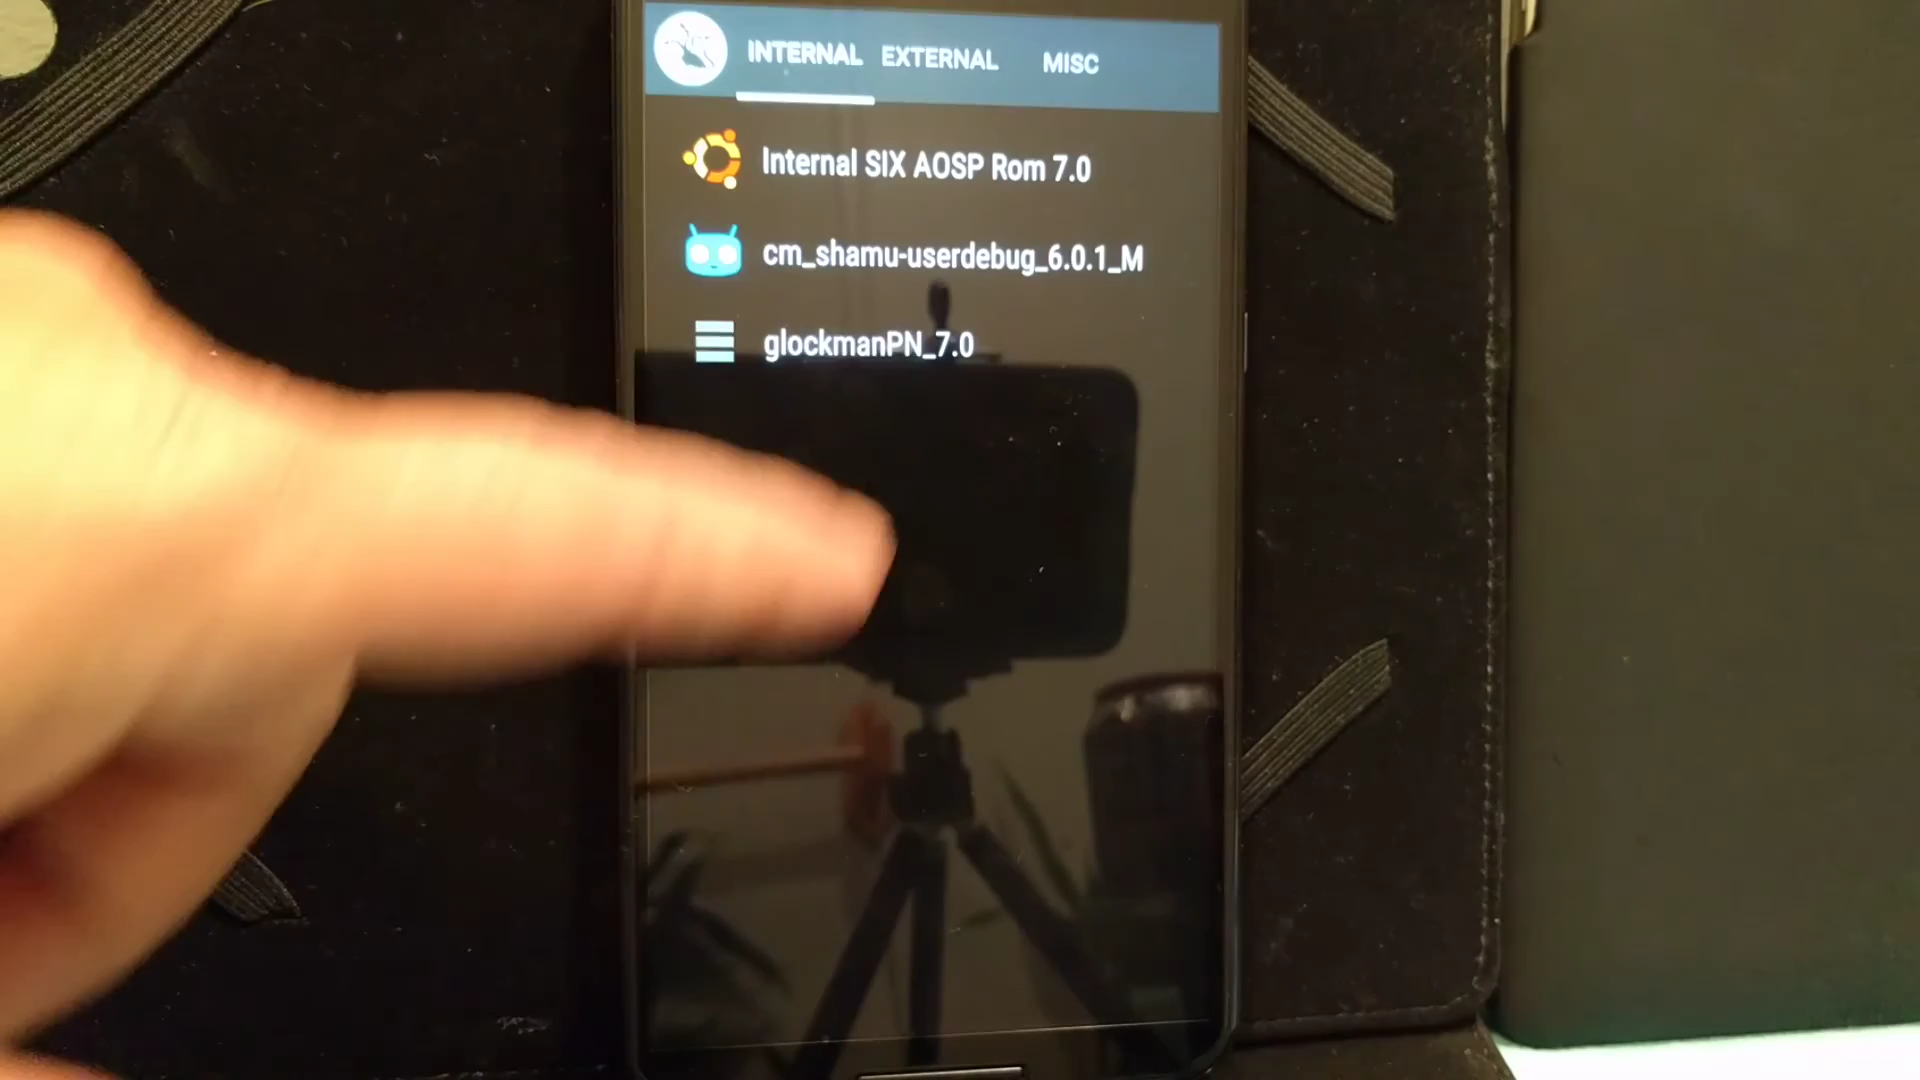 INTERNAL EXTERNAL MISC
Internal SIX AOSP Rom 7.0
cm_shamu-userdebug_6.0.1_M
glockmanPN_7.0